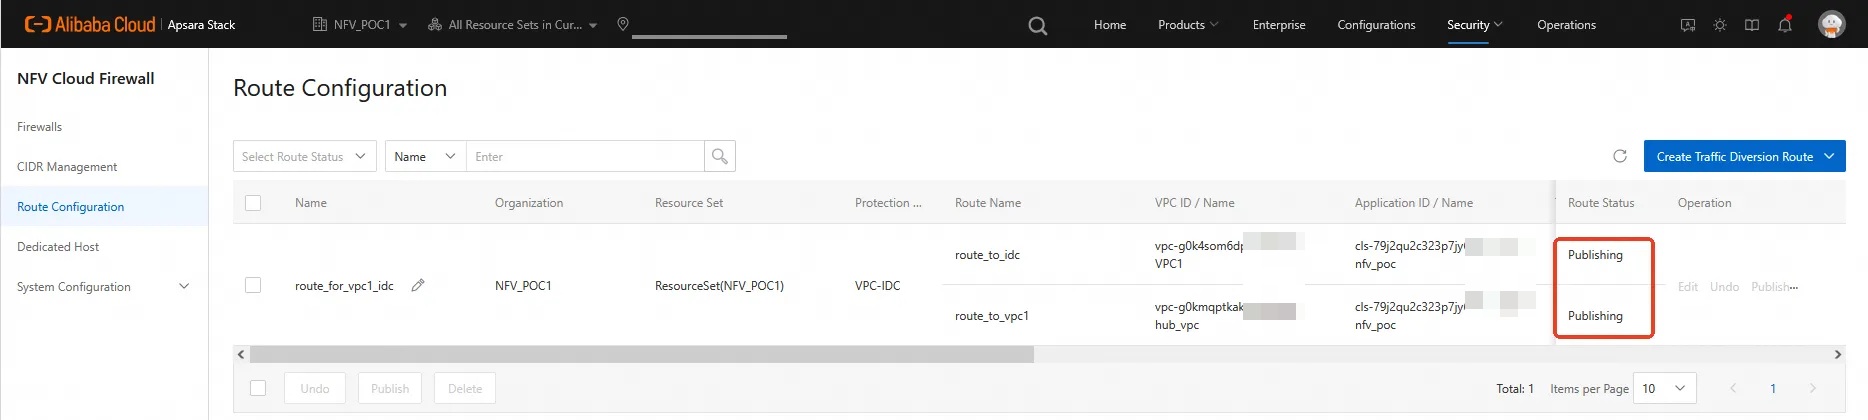 Alibaba Cloud | Apsara Stack
NFV_POC1
All Resource Sets in Cur...
Home
Products
Enterprise
Configurations
Security
Operations
NFV Cloud Firewall
Firewalls
CIDR Management
Route Configuration
Dedicated Host
System Configuration
Route Configuration
Select Route Status
Name
Enter
Create Traffic Diversion Route
Name
Organization
Resource Set
Protection ...
Route Name
VPC ID / Name
Application ID / Name
Route Status
Operation
route_for_vpc1_idc
NFV_POC1
ResourceSet(NFV_POC1)
VPC-IDC
route_to_idc
vpc-g0k4som6dp
VPC1
cls-79j2qu2c323p7jy
nfv_poc
Publishing
route_to_vpc1
vpc-g0kmqptkak
hub_vpc
cls-79j2qu2c323p7jy
nfv_poc
Publishing
Edit
Undo
Publish...
Undo
Publish
Delete
Total: 1
Items per Page
10
1